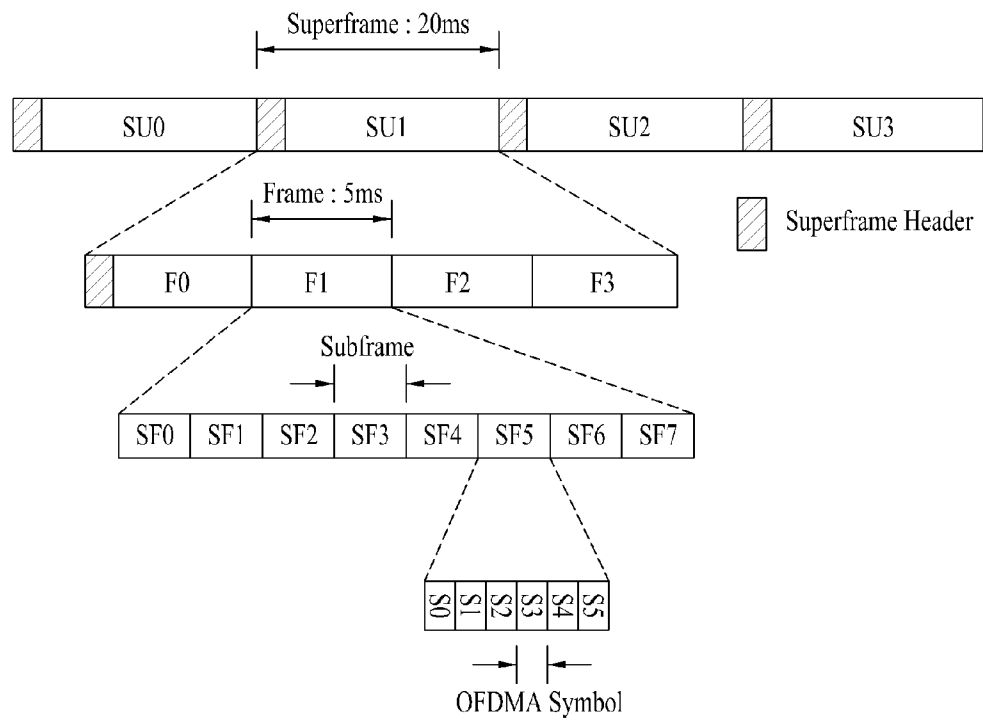 Superframe : 20ms
SU0 SU1 SU2 SU3
Frame : 5ms
Superframe Header
F0 F1 F2 F3
Subframe
SF0 SF1 SF2 SF3 SF4 SF5 SF6 SF7
S0 S1 S2 S3 S4 S5
OFDMA Symbol